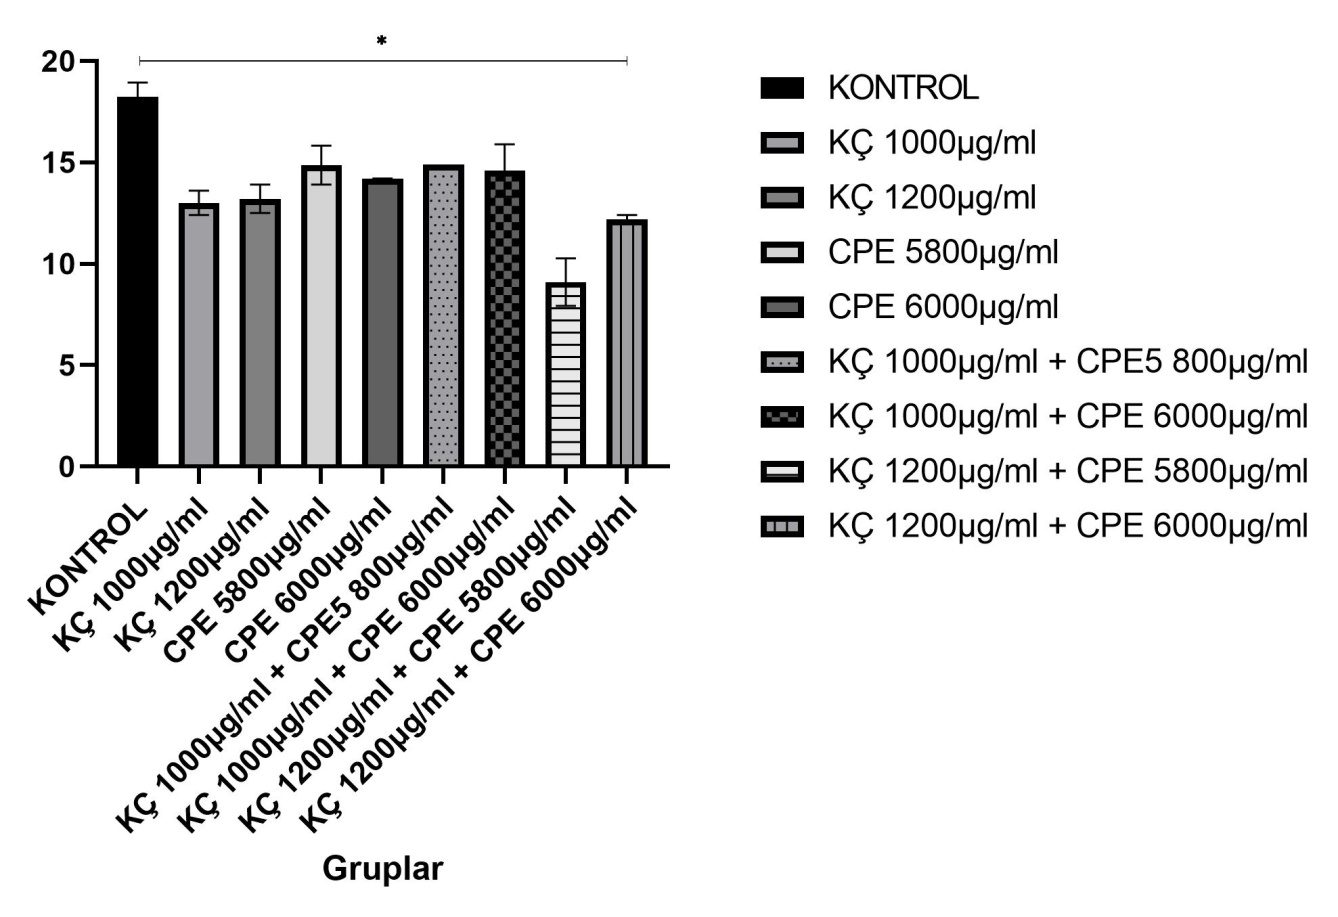 *
20
15
10
5
0
KONTROL
KÇ 1000µg/ml
KÇ 1200µg/ml
CPE 5800µg/ml
CPE 6000µg/ml
KÇ 1000µg/ml + CPE5 800µg/ml
KÇ 1000µg/ml + CPE 6000µg/ml
KÇ 1200µg/ml + CPE 5800µg/ml
KÇ 1200µg/ml + CPE 6000µg/ml
Gruplar
KONTROL
KÇ 1000µg/ml
KÇ 1200µg/ml
CPE 5800µg/ml
CPE 6000µg/ml
KÇ 1000µg/ml + CPE5 800µg/ml
KÇ 1000µg/ml + CPE 6000µg/ml
KÇ 1200µg/ml + CPE 5800µg/ml
KÇ 1200µg/ml + CPE 6000µg/ml